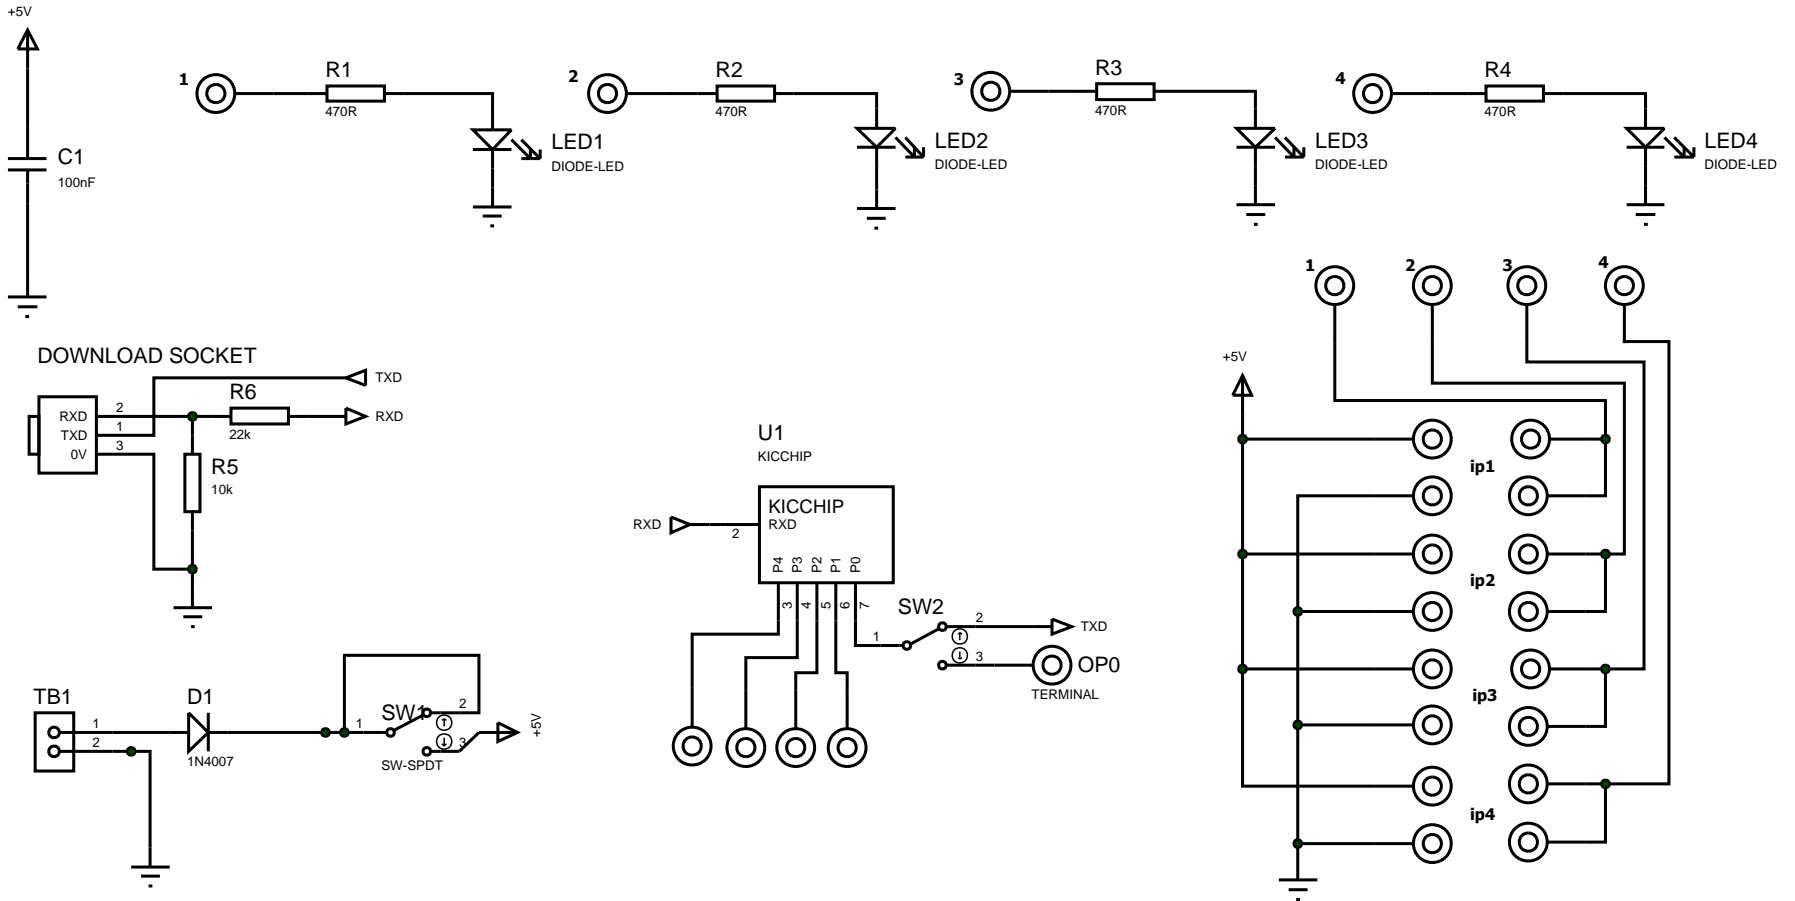 +5V
C1
100nF
1
R1
470R
LED1
DIODE-LED
2
R2
470R
LED2
DIODE-LED
3
R3
470R
LED3
DIODE-LED
4
R4
470R
LED4
DIODE-LED
DOWNLOAD SOCKET
RXD
TXD
0V
2
1
3
TXD
R6
22k
RXD
R5
10k
TB1
1
2
D1
1N4007
1
SW1
2
3
SW-SPDT
+5V
U1
KICCHIP
KICCHIP
RXD
2
RXD
P4
P3
P2
P1
P0
3
4
5
6
7
1
SW2
2
3
TXD
OP0
TERMINAL
1
2
3
4
+5V
ip1
ip2
ip3
ip4